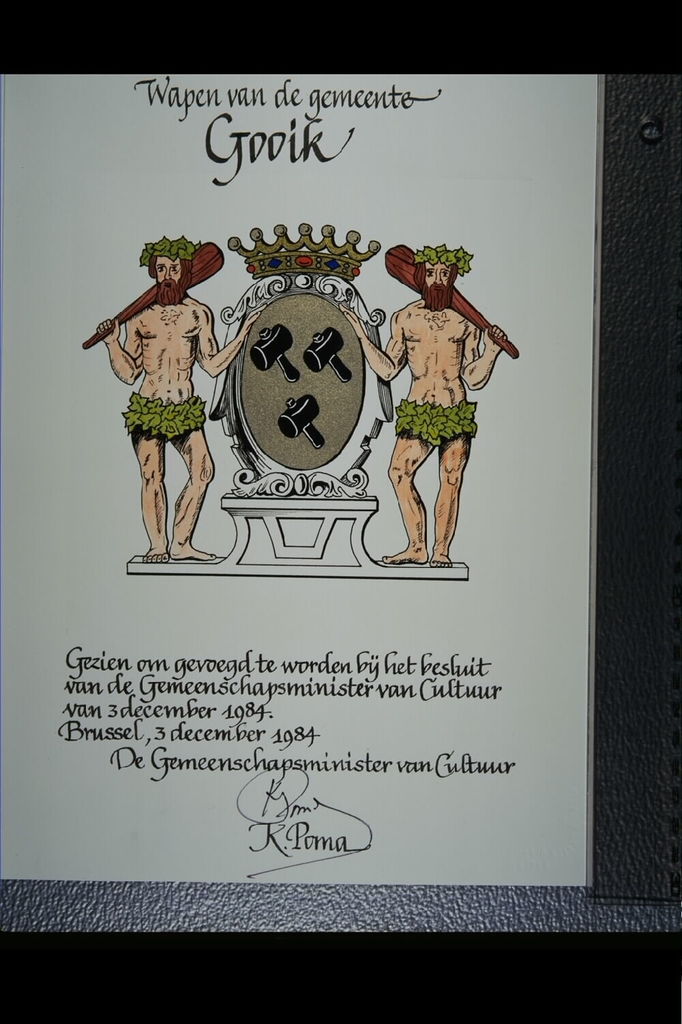 Wapen van de gemeente
Gooik
Gezien om gevoegd te worden bij het besluit
van de Gemeenschapsminister van Cultuur
van 3 december 1984.
Brussel, 3 december 1984
De Gemeenschapsminister van Cultuur
K. Poma